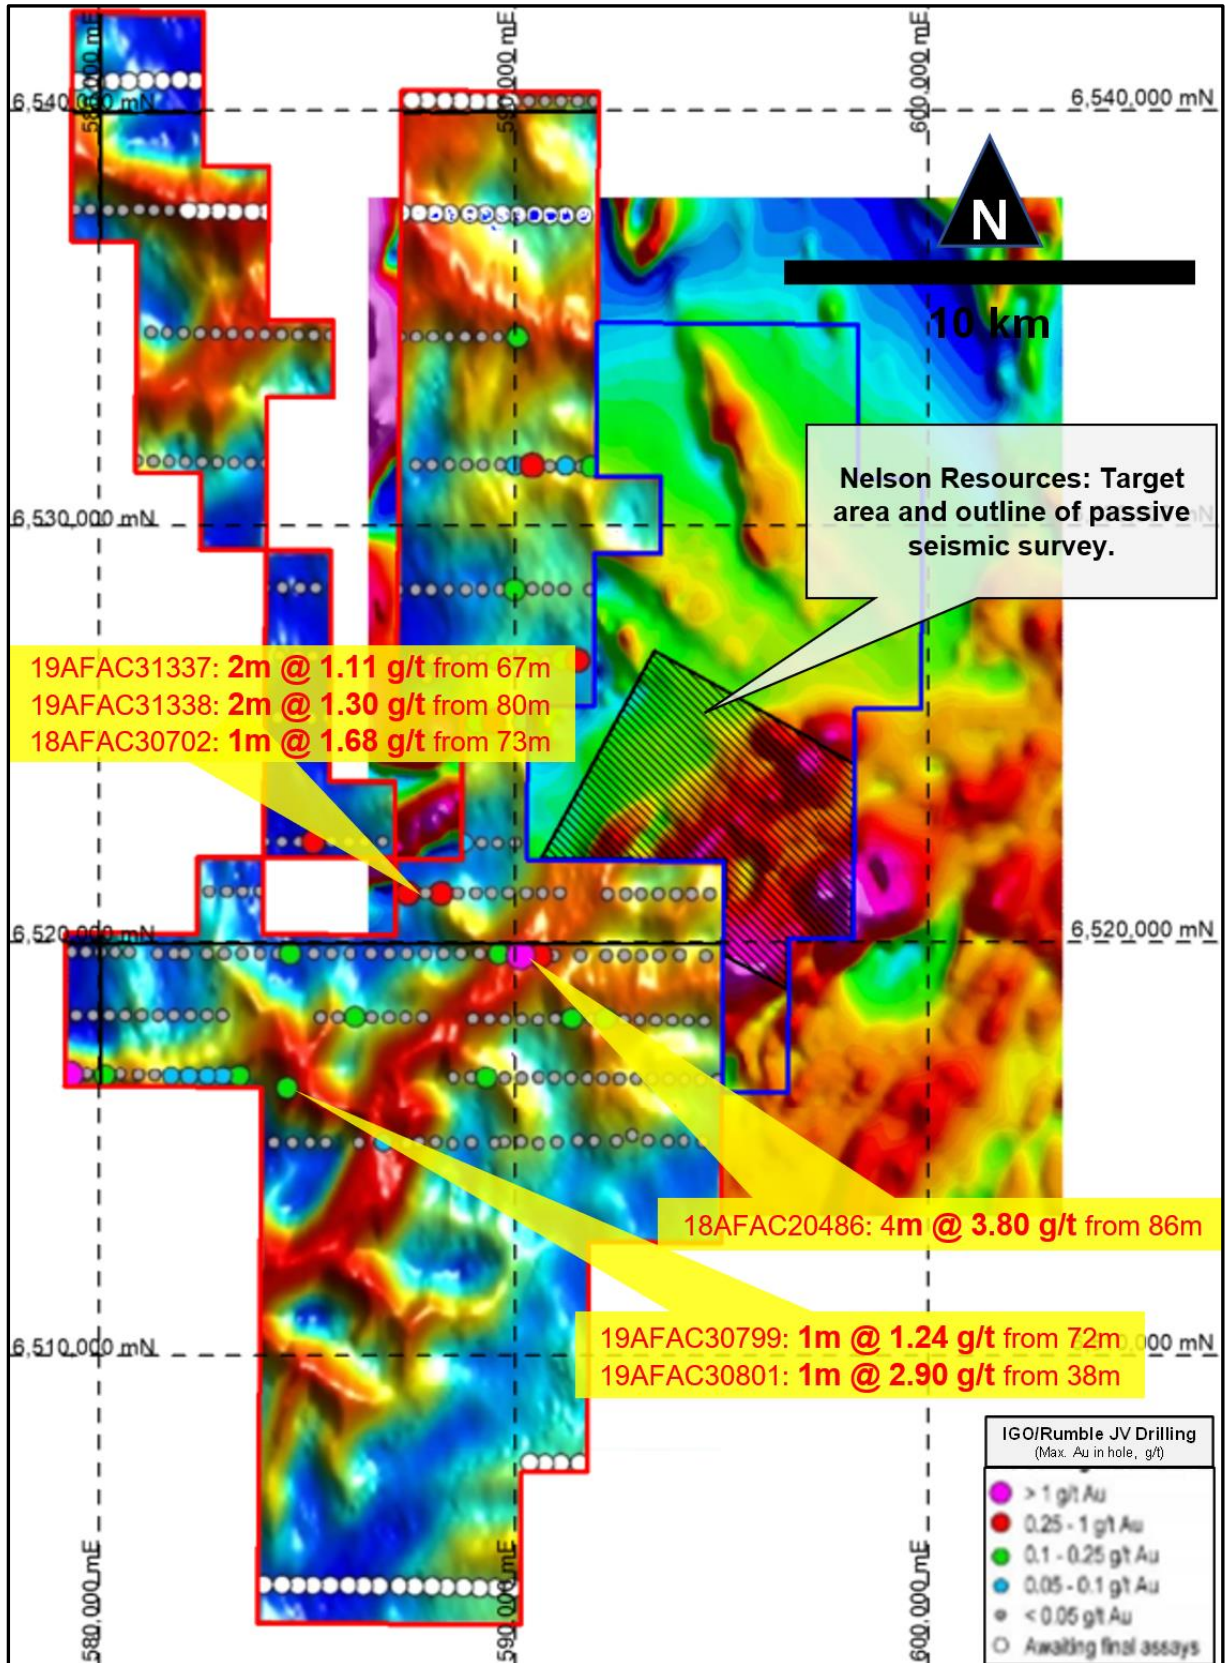 580,000 mE
590,000 mE
600,000 mE
6,540,000 mN
6,540,000 mN
N
10 km
Nelson Resources: Target
area and outline of passive
seismic survey.
6,530,000 mN
mN
19AFAC31337: 2m @ 1.11 g/t from 67m
19AFAC31338: 2m @ 1.30 g/t from 80m
18AFAC30702: 1m @ 1.68 g/t from 73m
6,520,000 mN
6,520,000 mN
18AFAC20486: 4m @ 3.80 g/t from 86m
19AFAC30799: 1m @ 1.24 g/t from 72m
19AFAC30801: 1m @ 2.90 g/t from 38m
6,510,000 mN
0,000 mN
IGO/Rumble JV Drilling
(Max. Au in hole, g/t)
> 1 g/t Au
0.25 - 1 g/t Au
0.1 - 0.25 g/t Au
0.05 - 0.1 g/t Au
< 0.05 g/t Au
Awaiting final assays
580,000 mE
590,000 mE
600,000 mE